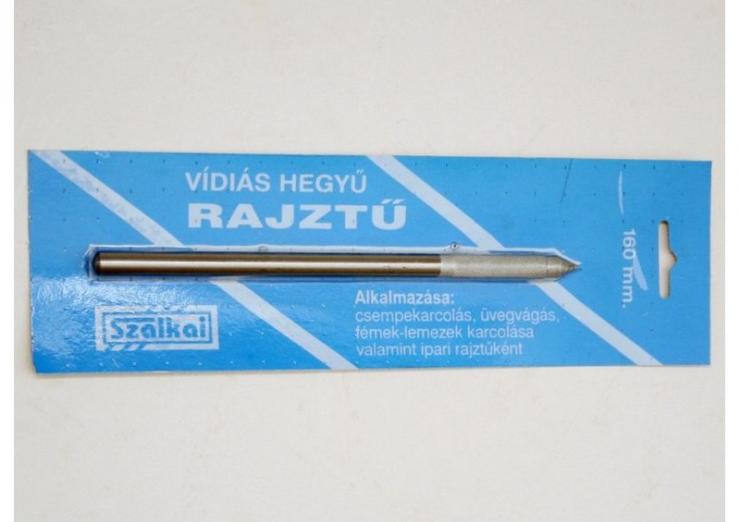 VÍDIÁS HEGYŰ
RAJZTŰ
160 mm.
Alkalmazása:
csempekarcolás, üvegvágás,
fémek-lemezek karcolása
valamint ipari rajztűként
Szalkai